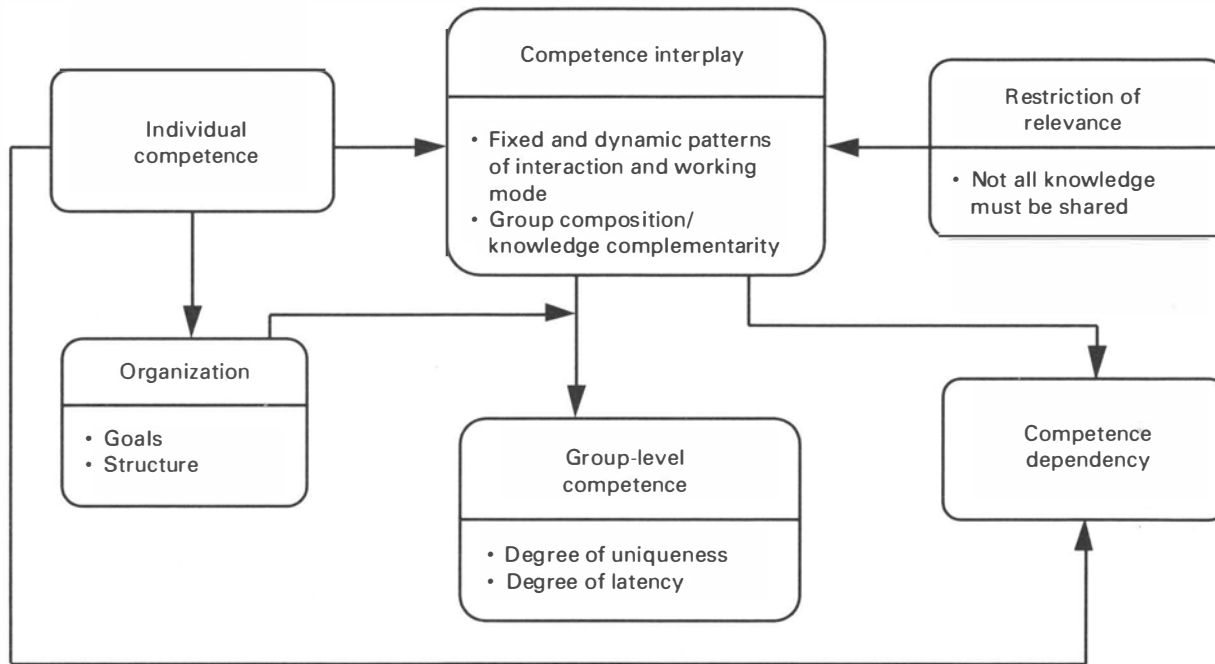 Competence interplay
• Fixed and dynamic patterns
of interaction and working
mode
• Group composition/
knowledge complementarity
Individual
competence
Restriction of
relevance
• Not all knowledge
must be shared
Organization
• Goals
• Structure
Group-level
competence
• Degree of uniqueness
• Degree of latency
Competence
dependency